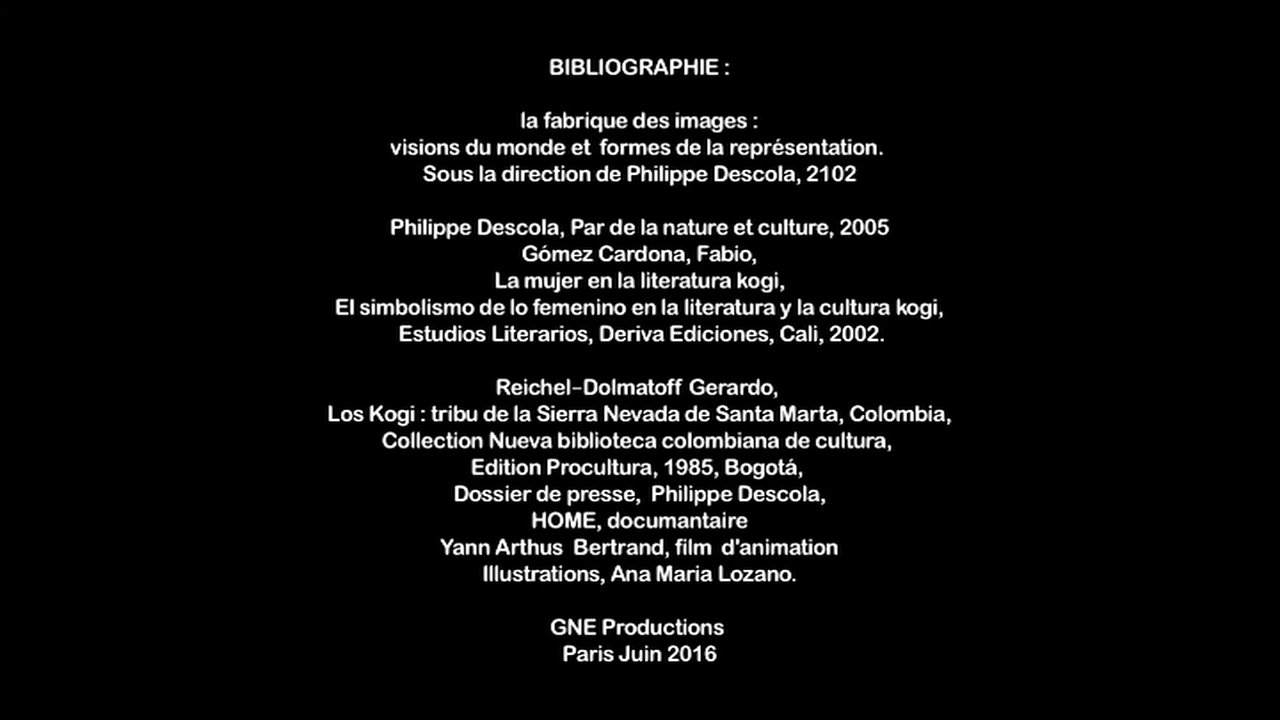 BIBLIOGRAPHIE :
la fabrique des images :
visions du monde et formes de la représentation.
Sous la direction de Philippe Descola, 2102
Philippe Descola, Par de la nature et culture, 2005
Gómez Cardona, Fabio,
La mujer en la literatura kogi,
El simbolismo de lo femenino en la literatura y la cultura kogi,
Estudios Literarios, Deriva Ediciones, Cali, 2002.
Reichel-Dolmatoff Gerardo,
Los Kogi : tribu de la Sierra Nevada de Santa Marta, Colombia,
Collection Nueva biblioteca colombiana de cultura,
Edition Procultura, 1985, Bogotá,
Dossier de presse, Philippe Descola,
HOME, documantaire
Yann Arthus Bertrand, film d'animation
Illustrations, Ana Maria Lozano.
GNE Productions
Paris Juin 2016